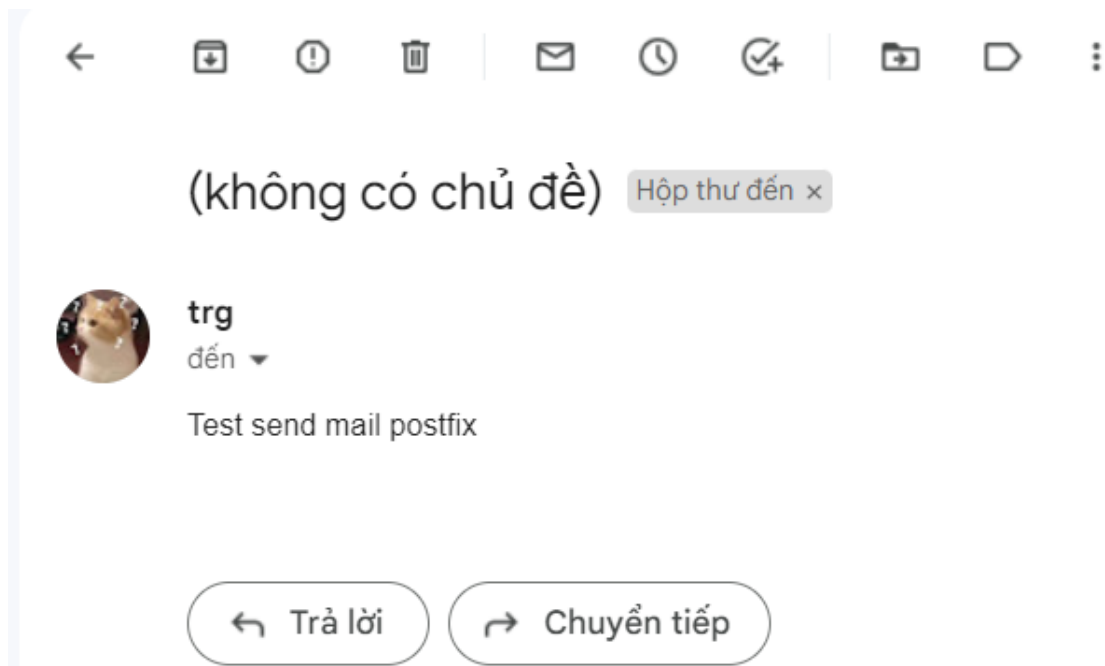 (không có chủ đề) Hộp thư đến ×
trg
đến
Test send mail postfix
Trả lời
Chuyển tiếp